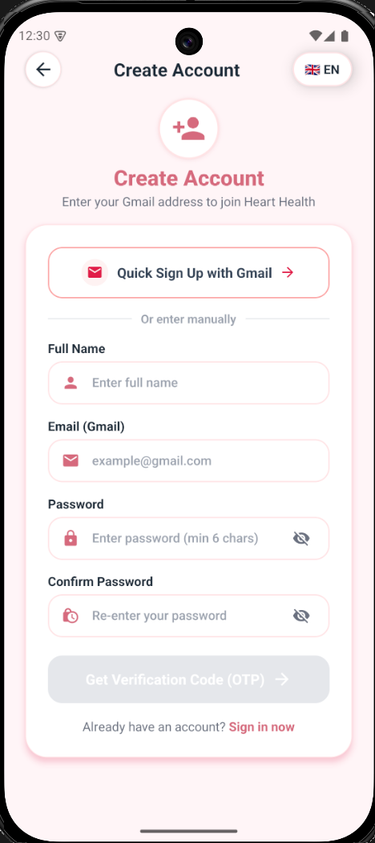 12:30
Create Account
🇬🇧 EN
Create Account
Enter your Gmail address to join Heart Health
Quick Sign Up with Gmail →
Or enter manually
Full Name
Enter full name
Email (Gmail)
example@gmail.com
Password
Enter password (min 6 chars)
Confirm Password
Re-enter your password
Get Verification Code (OTP) →
Already have an account? Sign in now